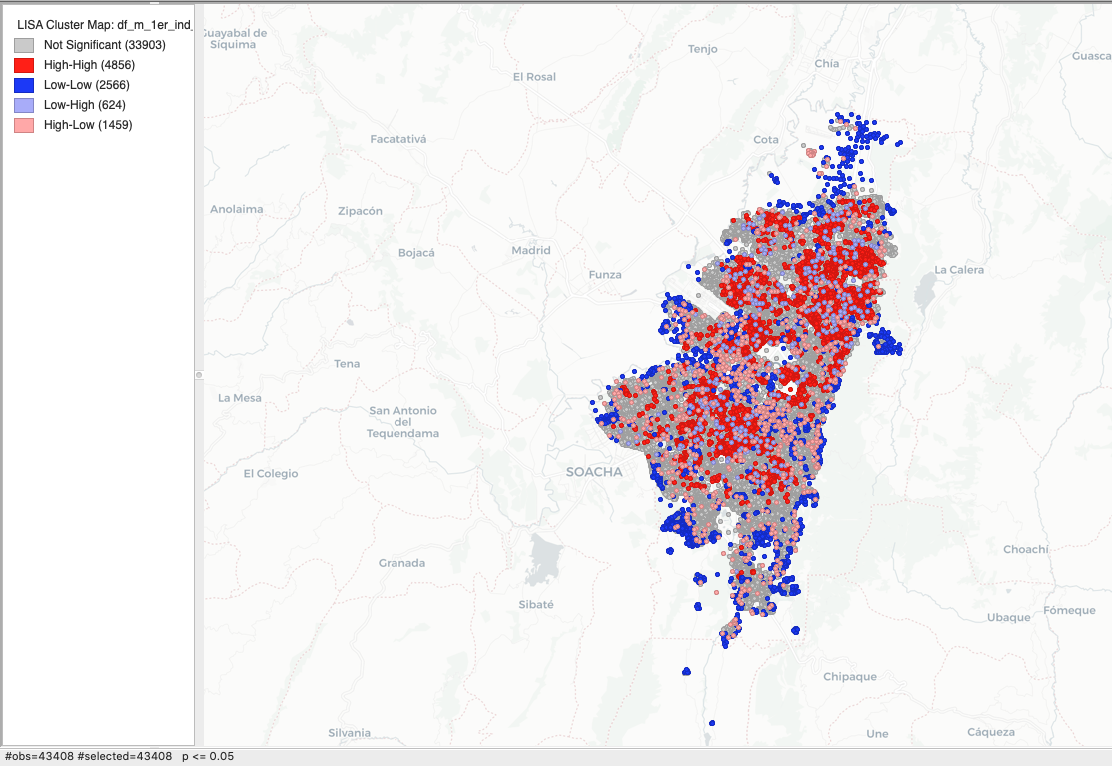 LISA Cluster Map: df_m_1er_ind_
Not Significant (33903)
High-High (4856)
Low-Low (2566)
Low-High (624)
High-Low (1459)
Guayabal de
Síquima
Tenjo
Chía
Guasca
El Rosal
Facatativá
Cota
Anolaima
Zipacón
Bojacá
Madrid
Funza
La Calera
Tena
La Mesa
San Antonio
del
Tequendama
El Colegio
SOACHA
Granada
Choachí
Sibaté
Ubaque
Fómeque
Chipaque
Silvania
Une
Cáqueza
#obs=43408 #selected=43408 p <= 0.05